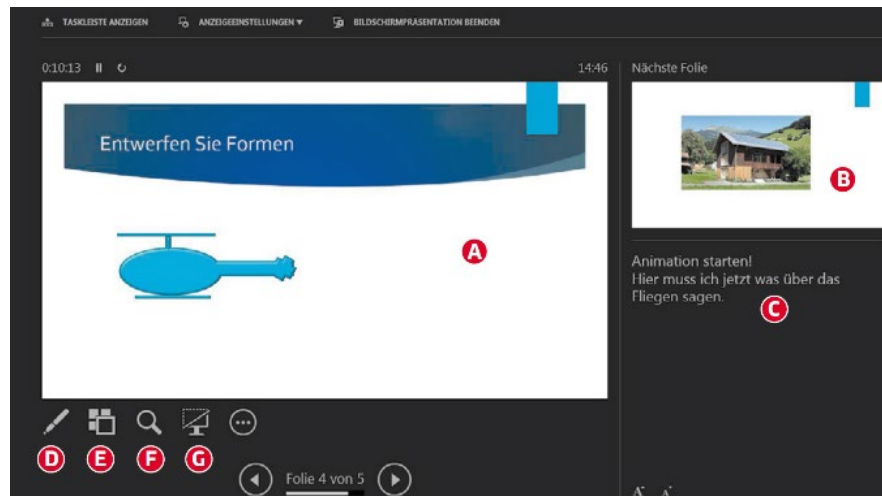 TASKLEISTE ANZEIGEN ANZEIGEEINSTELLUNGEN ▾ BILDSCHIRMPRÄSENTATION BEENDEN
0:10:13 14:46 Nächste Folie
Entwerfen Sie Formen
B
A
Animation starten!
Hier muss ich jetzt was über das
Fliegen sagen.
C
D E F G
Folie 4 von 5
A A